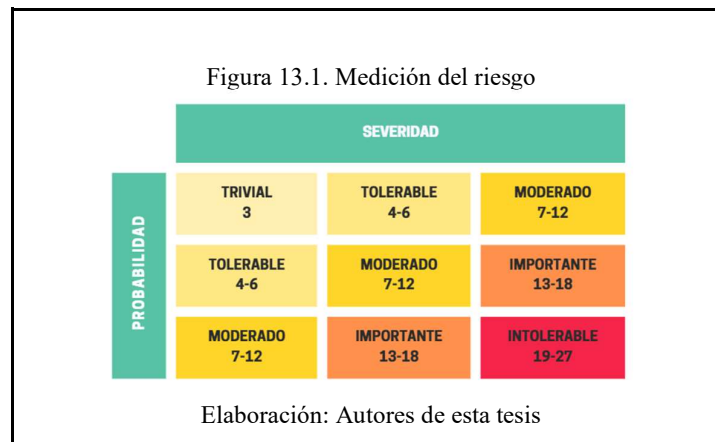 Figura 13.1. Medición del riesgo
SEVERIDAD
PROBABILIDAD
TRIVIAL
3
TOLERABLE
4-6
MODERADO
7-12
TOLERABLE
4-6
MODERADO
7-12
IMPORTANTE
13-18
MODERADO
7-12
IMPORTANTE
13-18
INTOLERABLE
19-27
Elaboración: Autores de esta tesis